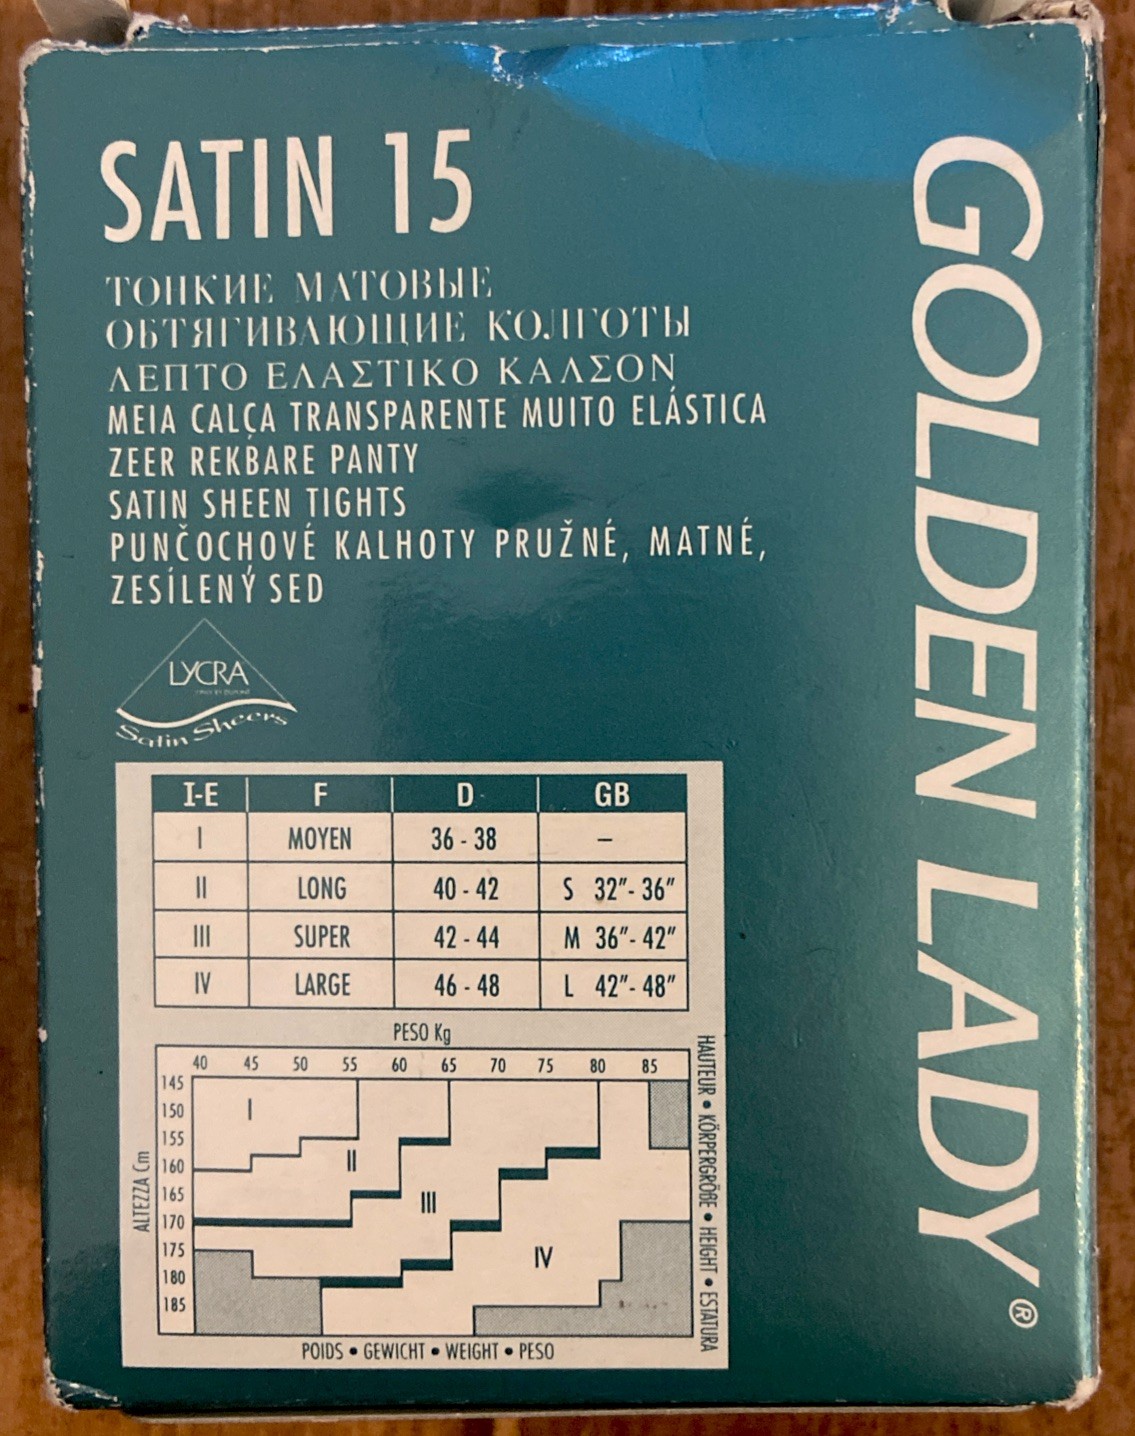 SATIN 15
ТОНКИЕ МАТОВЫЕ
ОБТЯГИВАЮЩИЕ КОЛГОТЫ
ΛΕΠΤΟ ΕΛΑΣΤΙΚΟ ΚΑΛΣΟΝ
MEIA CALÇA TRANSPARENTE MUITO ELÁSTICA
ZEER REKBARE PANTY
SATIN SHEEN TIGHTS
PUNČOCHOVÉ KALHOTY PRUŽNÉ, MATNÉ,
ZESÍLENÝ SED
LYCRA
Satin Sheers
I-E F D GB
I MOYEN 36 - 38 –
II LONG 40 - 42 S 32"- 36"
III SUPER 42 - 44 M 36"- 42"
IV LARGE 46 - 48 L 42"- 48"
PESO Kg
40 45 50 55 60 65 70 75 80 85
145
150
155
160
165
170
175
180
185
I
II
III
IV
ALTEZZA Cm
HAUTEUR • KÖRPERGRÖBE • HEIGHT • ESTATURA
POIDS • GEWICHT • WEIGHT • PESO
GOLDEN LADY®